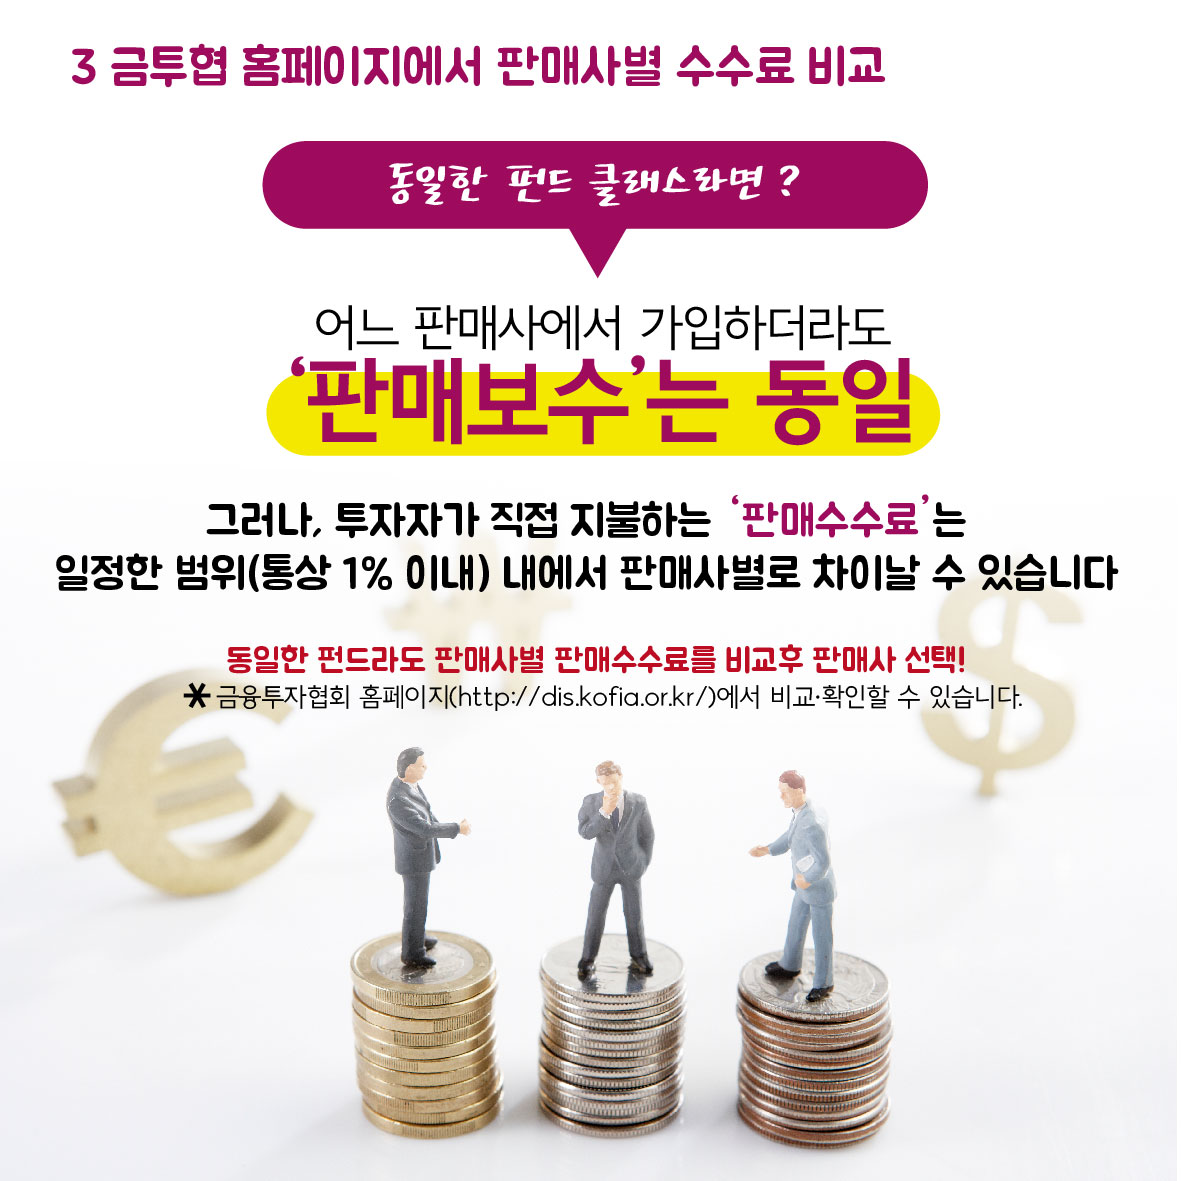 3 금투협 홈페이지에서 판매사별 수수료 비교
동일한 펀드 클래스라면?
어느 판매사에서 가입하더라도
‘판매보수’는 동일
그러나, 투자자가 직접 지불하는 ‘판매수수료’는
일정한 범위(통상 1% 이내) 내에서 판매사별로 차이날 수 있습니다
동일한 펀드라도 판매사별 판매수수료를 비교후 판매사 선택!
* 금융투자협회 홈페이지(http://dis.kofia.or.kr/)에서 비교·확인할 수 있습니다.